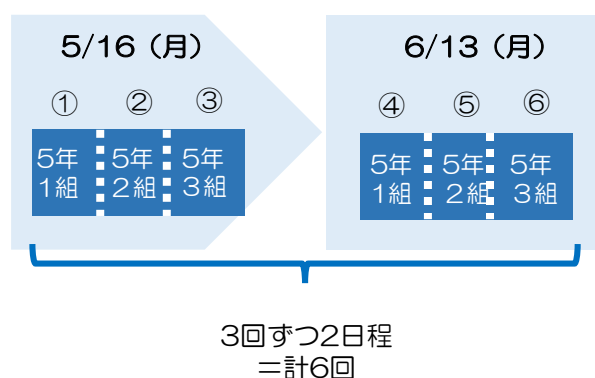 5/16（月）
① ② ③
5年 5年 5年
1組 2組 3組
6/13（月）
④ ⑤ ⑥
5年 5年 5年
1組 2組 3組
3回ずつ2日程
＝計6回